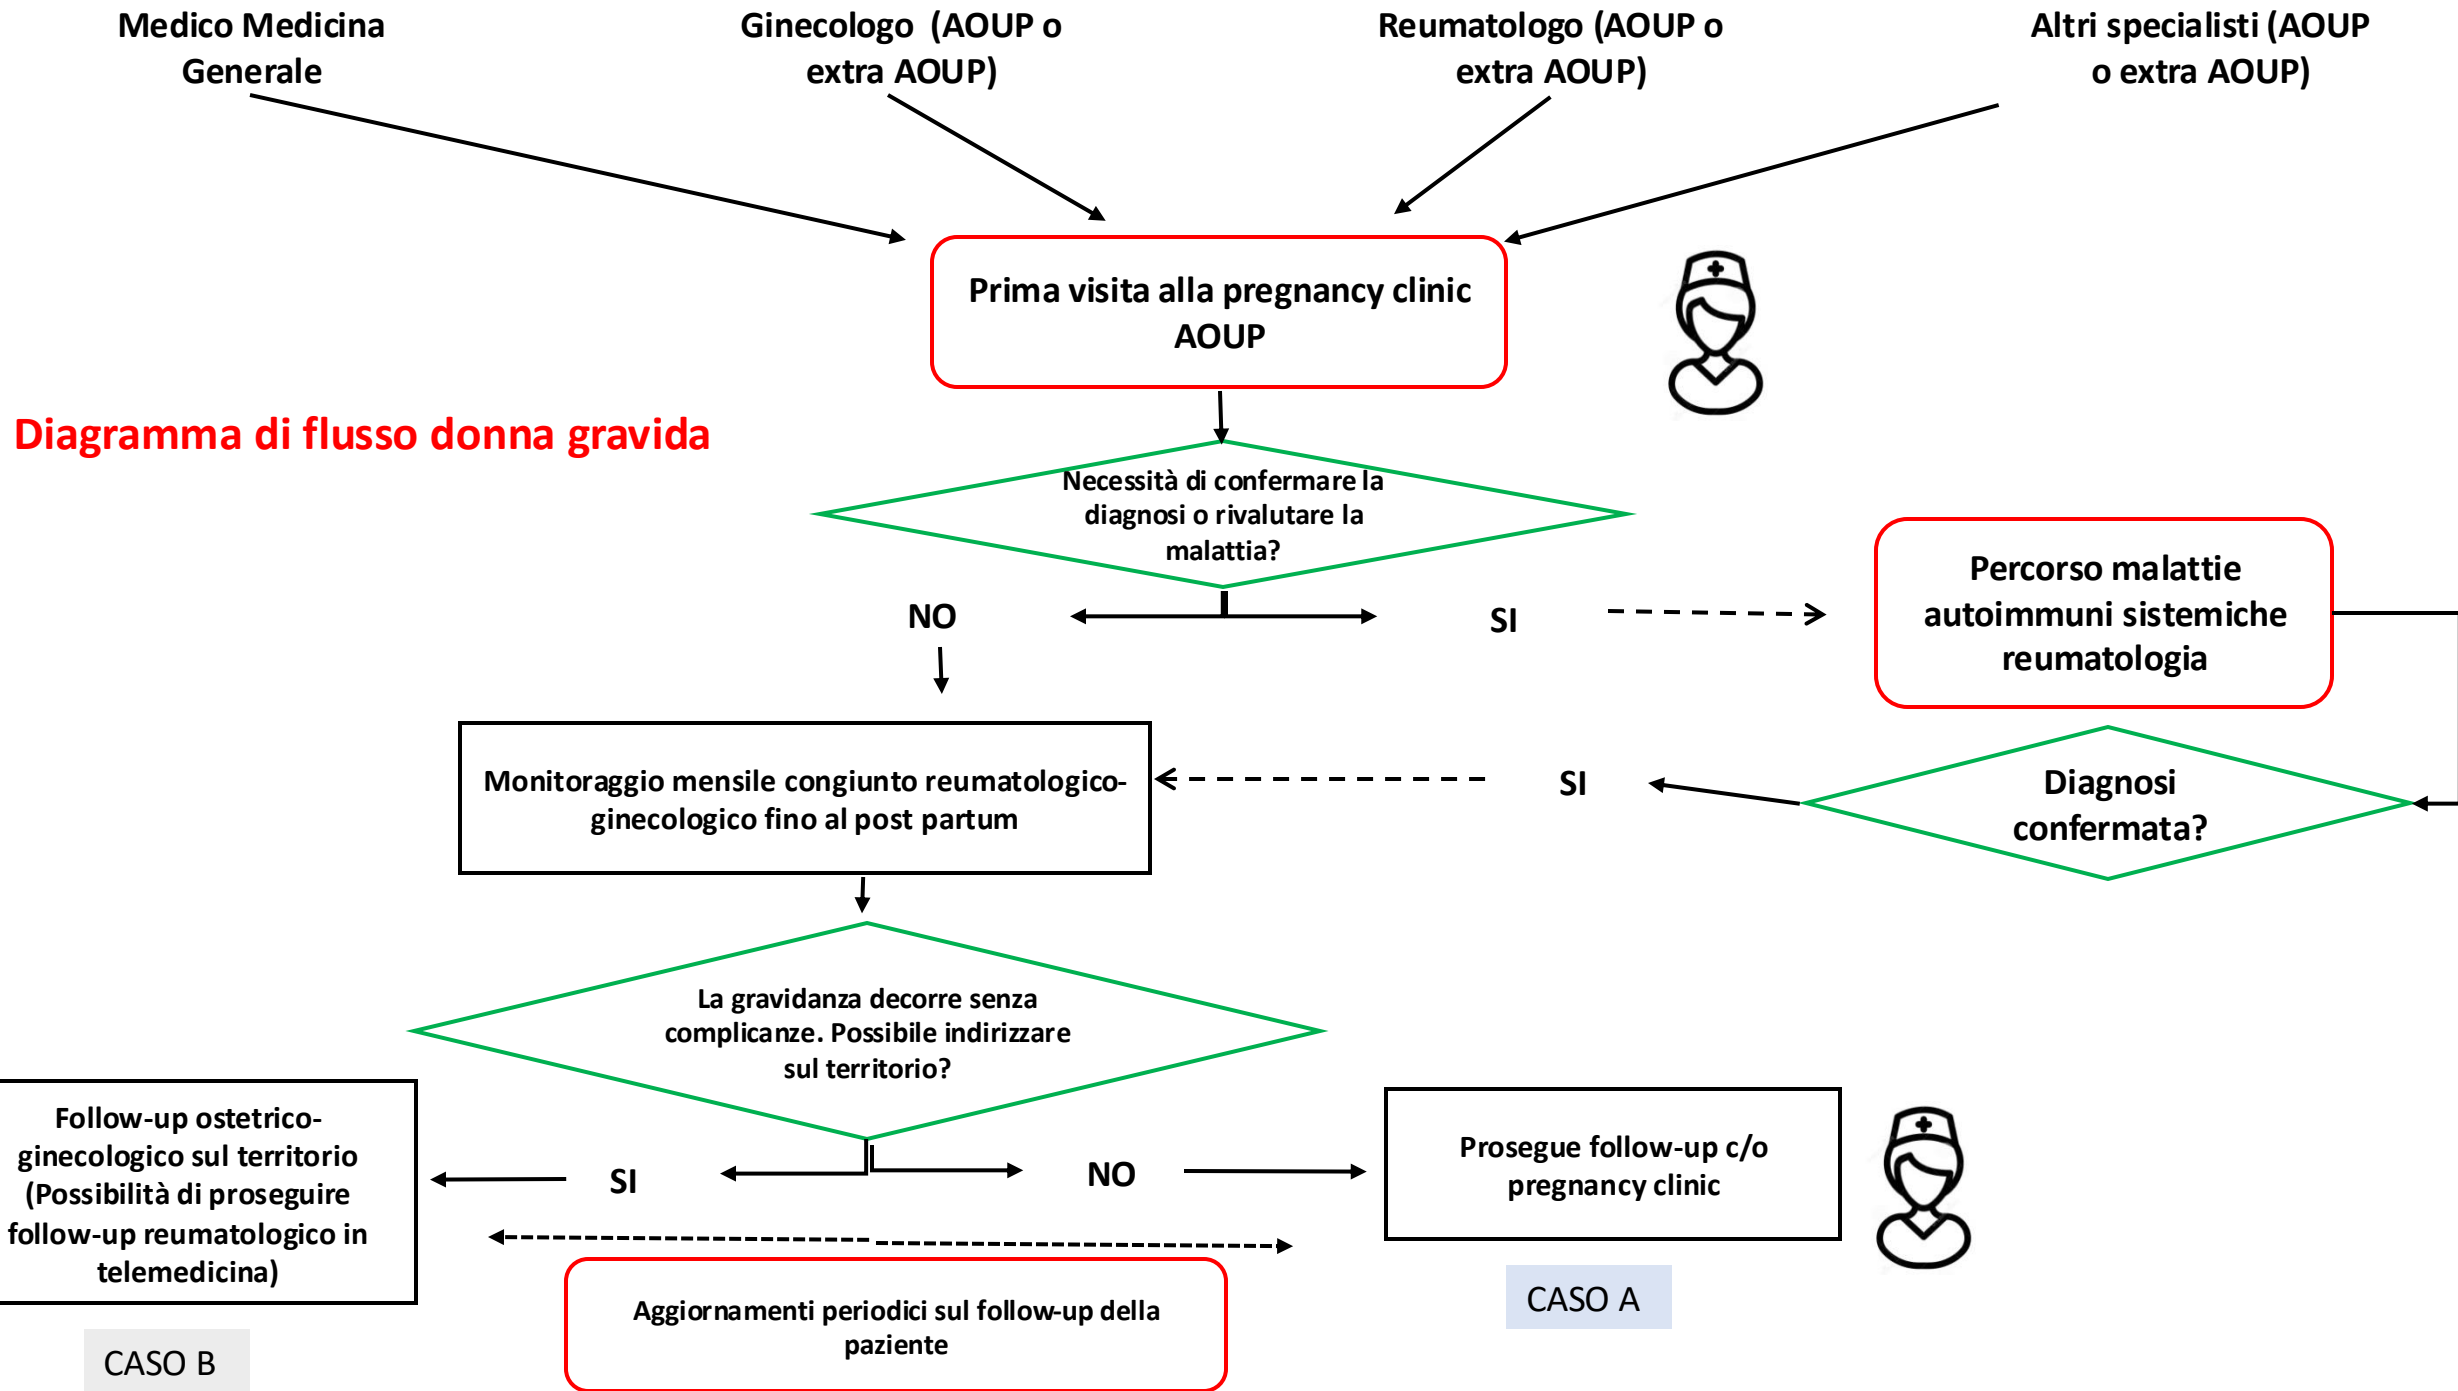 Medico Medicina
Generale
Ginecologo (AOUP o
extra AOUP)
Reumatologo (AOUP o
extra AOUP)
Altri specialisti (AOUP
o extra AOUP)
Prima visita alla pregnancy clinic
AOUP
Diagramma di flusso donna gravida
Necessità di confermare la
diagnosi o rivalutare la
malattia?
NO
SI
Percorso malattie
autoimmuni sistemiche
reumatologia
Monitoraggio mensile congiunto reumatologico-
ginecologico fino al post partum
SI
Diagnosi
confermata?
La gravidanza decorre senza
complicanze. Possibile indirizzare
sul territorio?
Follow-up ostetrico-
ginecologico sul territorio
(Possibilità di proseguire
follow-up reumatologico in
telemedicina)
SI
NO
Prosegue follow-up c/o
pregnancy clinic
Aggiornamenti periodici sul follow-up della
paziente
CASO A
CASO B